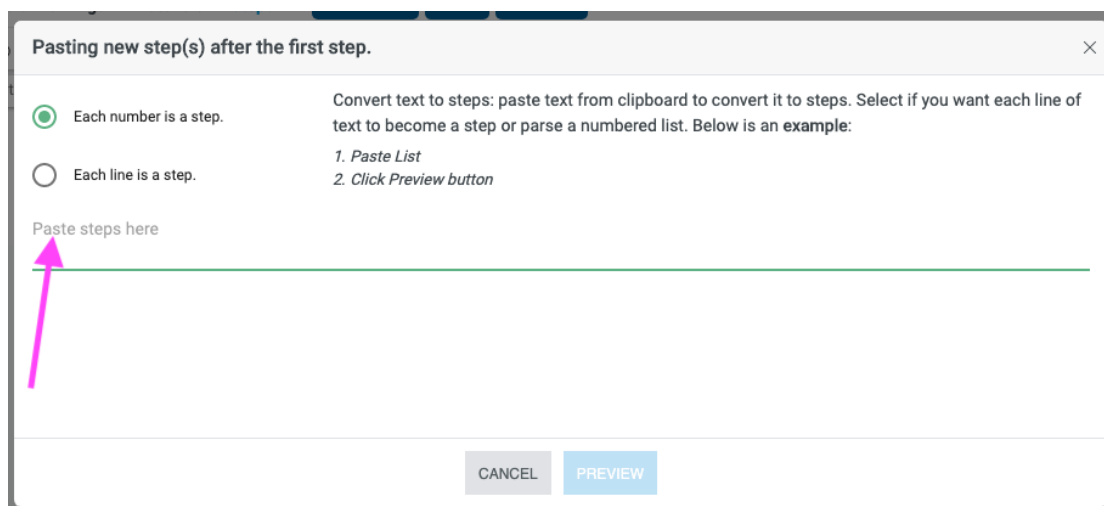 Pasting new step(s) after the first step.
Each number is a step.
Convert text to steps: paste text from clipboard to convert it to steps. Select if you want each line of
text to become a step or parse a numbered list. Below is an example:
1. Paste List
2. Click Preview button
Each line is a step.
Paste steps here
CANCEL
PREVIEW